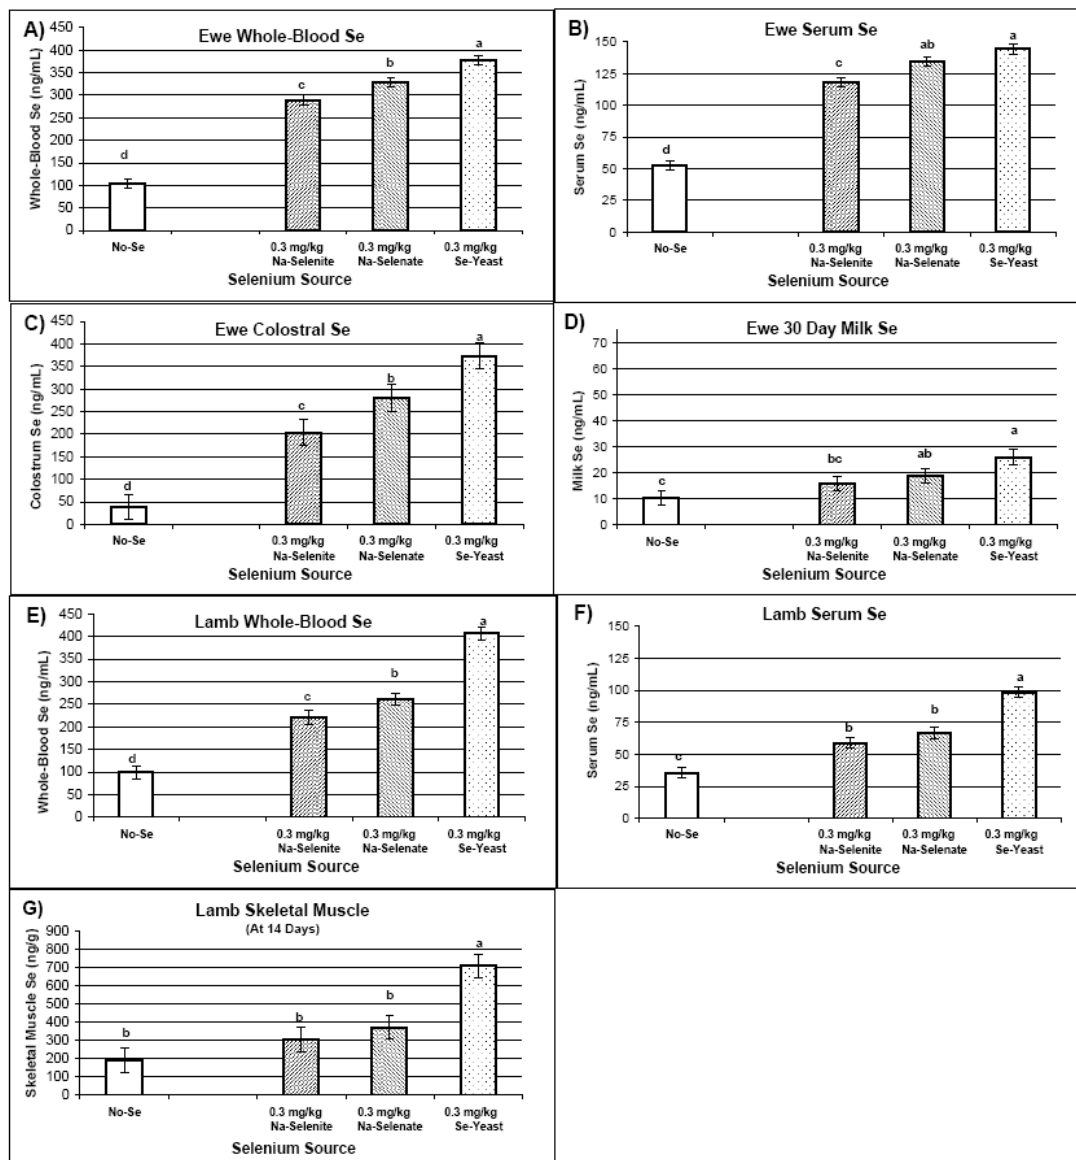 A)
Ewe Whole-Blood Se
Whole-Blood Se (ng/mL)
450
400
350
300
250
200
150
100
50
0
d
c
b
a
No-Se
0.3 mg/kg 0.3 mg/kg 0.3 mg/kg
Na-Selenite Na-Selenate Se-Yeast
Selenium Source
B)
Ewe Serum Se
Serum Se (ng/mL)
150
125
100
75
50
25
0
d
c
ab
a
No-Se
0.3 mg/kg 0.3 mg/kg 0.3 mg/kg
Na-Selenite Na-Selenate Se-Yeast
Selenium Source
C)
Ewe Colostral Se
Colostrum Se (ng/mL)
450
400
350
300
250
200
150
100
50
0
d
c
b
a
No-Se
0.3 mg/kg 0.3 mg/kg 0.3 mg/kg
Na-Selenite Na-Selenate Se-Yeast
Selenium Source
D)
Ewe 30 Day Milk Se
Milk Se (ng/mL)
70
60
50
40
30
20
10
0
c
bc
ab
a
No-Se
0.3 mg/kg 0.3 mg/kg 0.3 mg/kg
Na-Selenite Na-Selenate Se-Yeast
Selenium Source
E)
Lamb Whole-Blood Se
Whole-Blood Se (ng/mL)
450
400
350
300
250
200
150
100
50
0
d
c
b
a
No-Se
0.3 mg/kg 0.3 mg/kg 0.3 mg/kg
Na-Selenite Na-Selenate Se-Yeast
Selenium Source
F)
Lamb Serum Se
Serum Se (ng/mL)
150
125
100
75
50
25
0
c
b
b
a
No-Se
0.3 mg/kg 0.3 mg/kg 0.3 mg/kg
Na-Selenite Na-Selenate Se-Yeast
Selenium Source
G)
Lamb Skeletal Muscle
(At 14 Days)
Skeletal Muscle Se (ng/g)
900
800
700
600
500
400
300
200
100
0
b
b
b
a
No-Se
0.3 mg/kg 0.3 mg/kg 0.3 mg/kg
Na-Selenite Na-Selenate Se-Yeast
Selenium Source